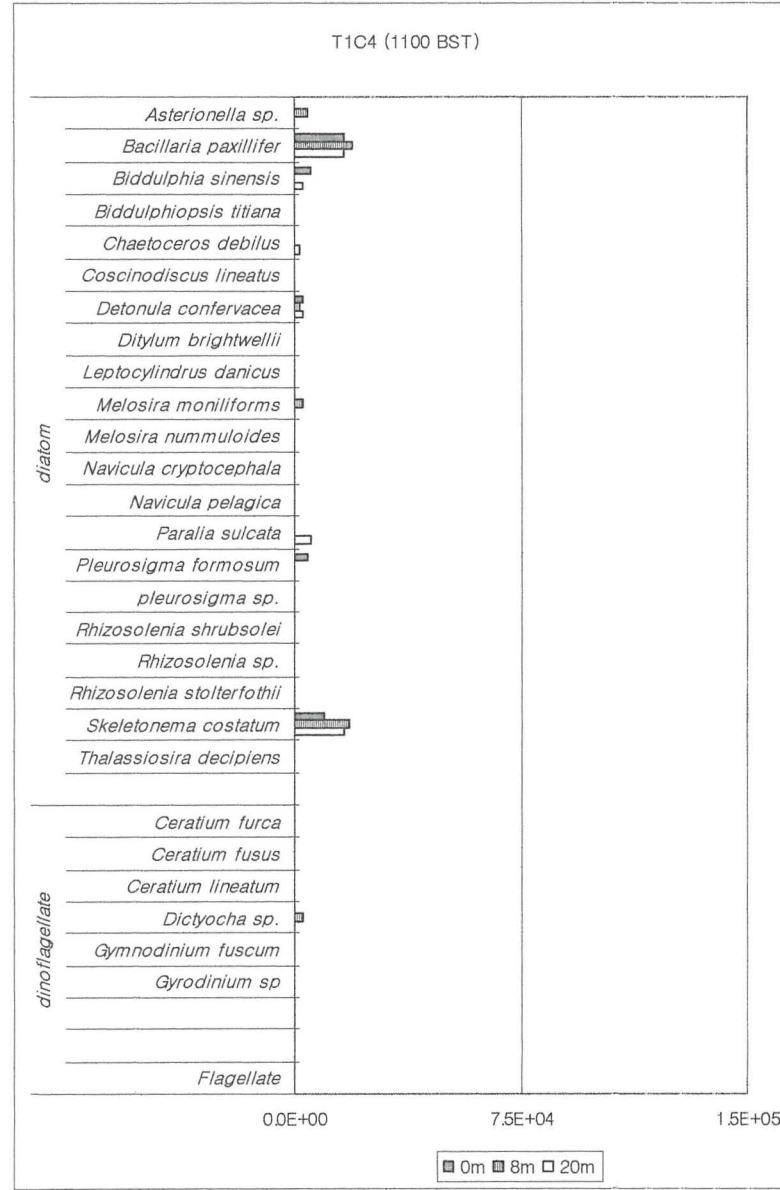 T1C4 (1100 BST)
diatom
Asterionella sp.
Bacillaria paxillifer
Biddulphia sinensis
Biddulphiopsis titiana
Chaetoceros debilus
Coscinodiscus lineatus
Detonula confervacea
Ditylum brightwellii
Leptocylindrus danicus
Melosira moniliforms
Melosira nummuloides
Navicula cryptocephala
Navicula pelagica
Paralia sulcata
Pleurosigma formosum
pleurosigma sp.
Rhizosolenia shrubsolei
Rhizosolenia sp.
Rhizosolenia stolterfothii
Skeletonema costatum
Thalassiosira decipiens
dinoflagellate
Ceratium furca
Ceratium fusus
Ceratium lineatum
Dictyocha sp.
Gymnodinium fuscum
Gyrodinium sp
Flagellate
0.0E+00 7.5E+04 1.5E+05
0m 8m 20m